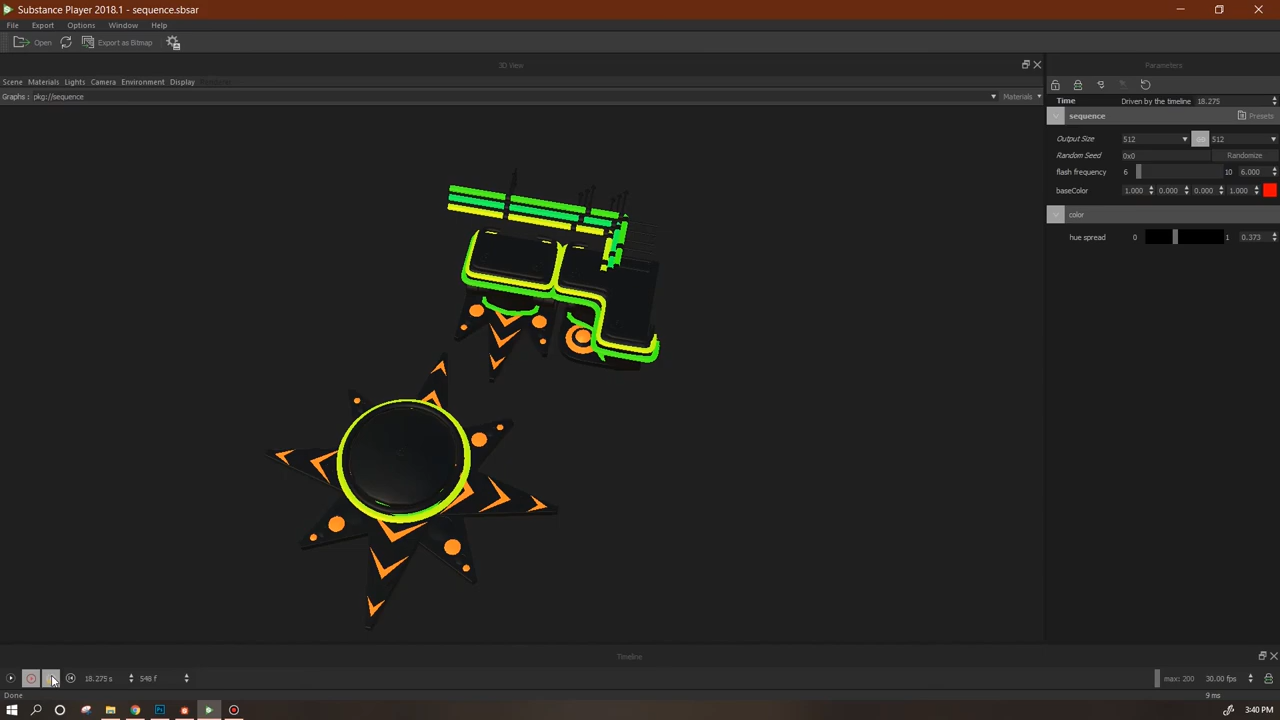 Substance Player 2018.1 - sequence.sbsar
File Export Options Window Help
Open Export as Bitmap
3D View
Parameters
Scene Materials Lights Camera Environment Display
Graphs : pkg://sequence Materials
Time Driven by the timeline 18.275
sequence Presets
Output Size 512 512
Random Seed 0x0 Randomize
flash frequency 6 10 6.000
baseColor 1.000 0.000 0.000 1.000
color
hue spread 0 1 0.373
Timeline
18.275 s 548 f max: 200 30.00 fps
Done 9 ms
3:40 PM